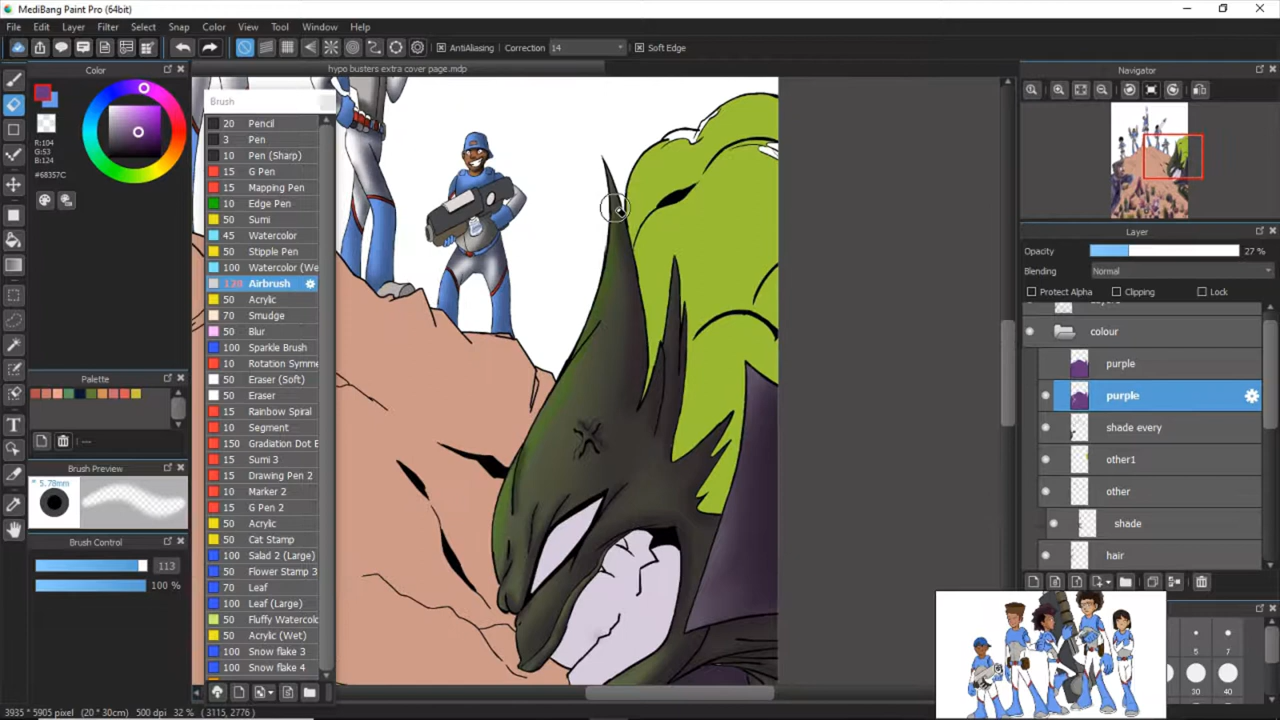 MediBang Paint Pro (64bit)
File Edit Layer Filter Select Snap Color View Tool Window Help
AntiAliasing Correction 14 Soft Edge
hypo busters extra cover page.mdp
Color
R:104
G:53
B:124
#68357C
Palette
---
Brush Preview
* 5.78mm
Brush Control
113
100 %
Brush
20 Pencil
3 Pen
10 Pen (Sharp)
15 G Pen
15 Mapping Pen
10 Edge Pen
50 Sumi
45 Watercolor
50 Stipple Pen
100 Watercolor (We
Airbrush
50 Acrylic
70 Smudge
50 Blur
100 Sparkle Brush
10 Rotation Symme
50 Eraser (Soft)
50 Eraser
15 Rainbow Spiral
10 Segment
150 Gradation Dot E
15 Sumi 3
15 Drawing Pen 2
10 Marker 2
15 G Pen 2
50 Acrylic
50 Cat Stamp
100 Salad 2 (Large)
50 Flower Stamp 3
70 Leaf
100 Leaf (Large)
50 Fluffy Watercolo
50 Acrylic (Wet)
100 Snow flake 3
100 Snow flake 4
Navigator
Layer
Opacity 27 %
Blending Normal
Protect Alpha Clipping Lock
colour
purple
purple
shade every
other1
other
shade
hair
5 7
30 40
3935 * 5905 pixel (20 * 30cm) 500 dpi 32 % (3115, 2776)